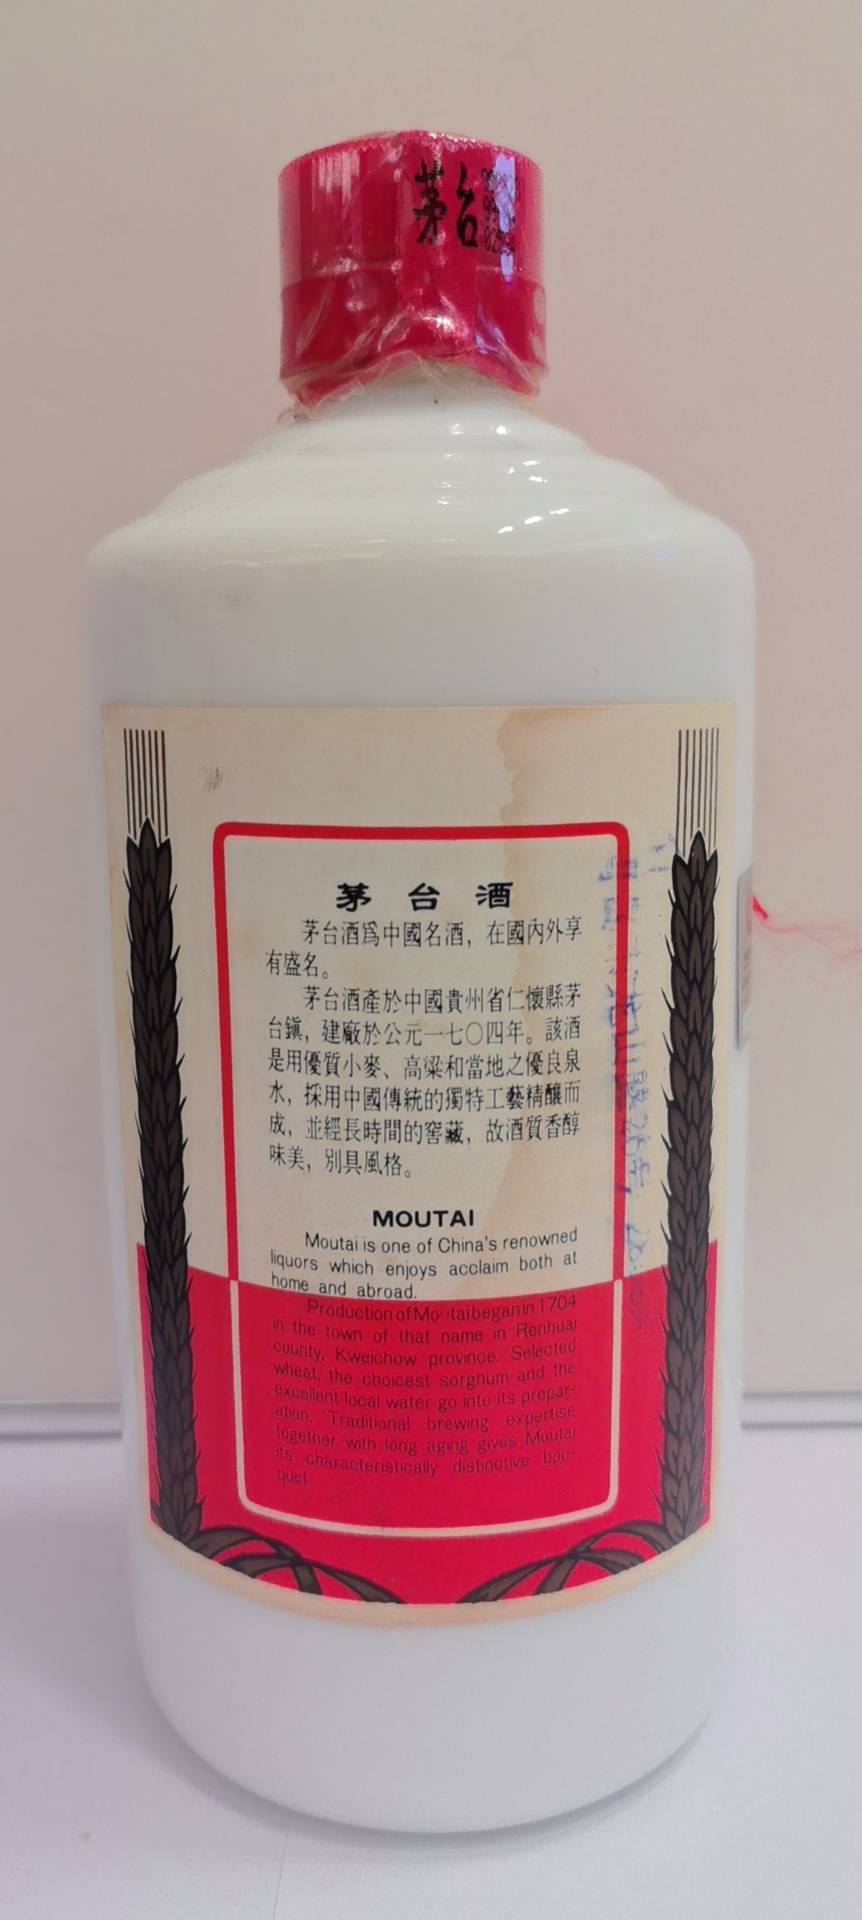 茅台
茅台酒
茅台酒爲中國名酒，在國內外享
有盛名。
茅台酒產於中國貴州省仁懷縣茅
台鎮，建廠於公元一七〇四年。該酒
是用優質小麥、高粱和當地之優良泉
水，採用中國傳統的獨特工藝精釀而
成，並經長時間的窖藏，故酒質香醇
味美，別具風格。
MOUTAI
Moutai is one of China's renowned
liquors which enjoys acclaim both at
home and abroad.
Production of Moutai began in 1704
in the town of that name in Renhuai
county, Kweichow province. Selected
wheat, the choicest sorghum and the
excellent local water go into its prepar-
ation. Traditional brewing expertise
together with long aging gives Moutai
its characteristically distinctive bou-
quet